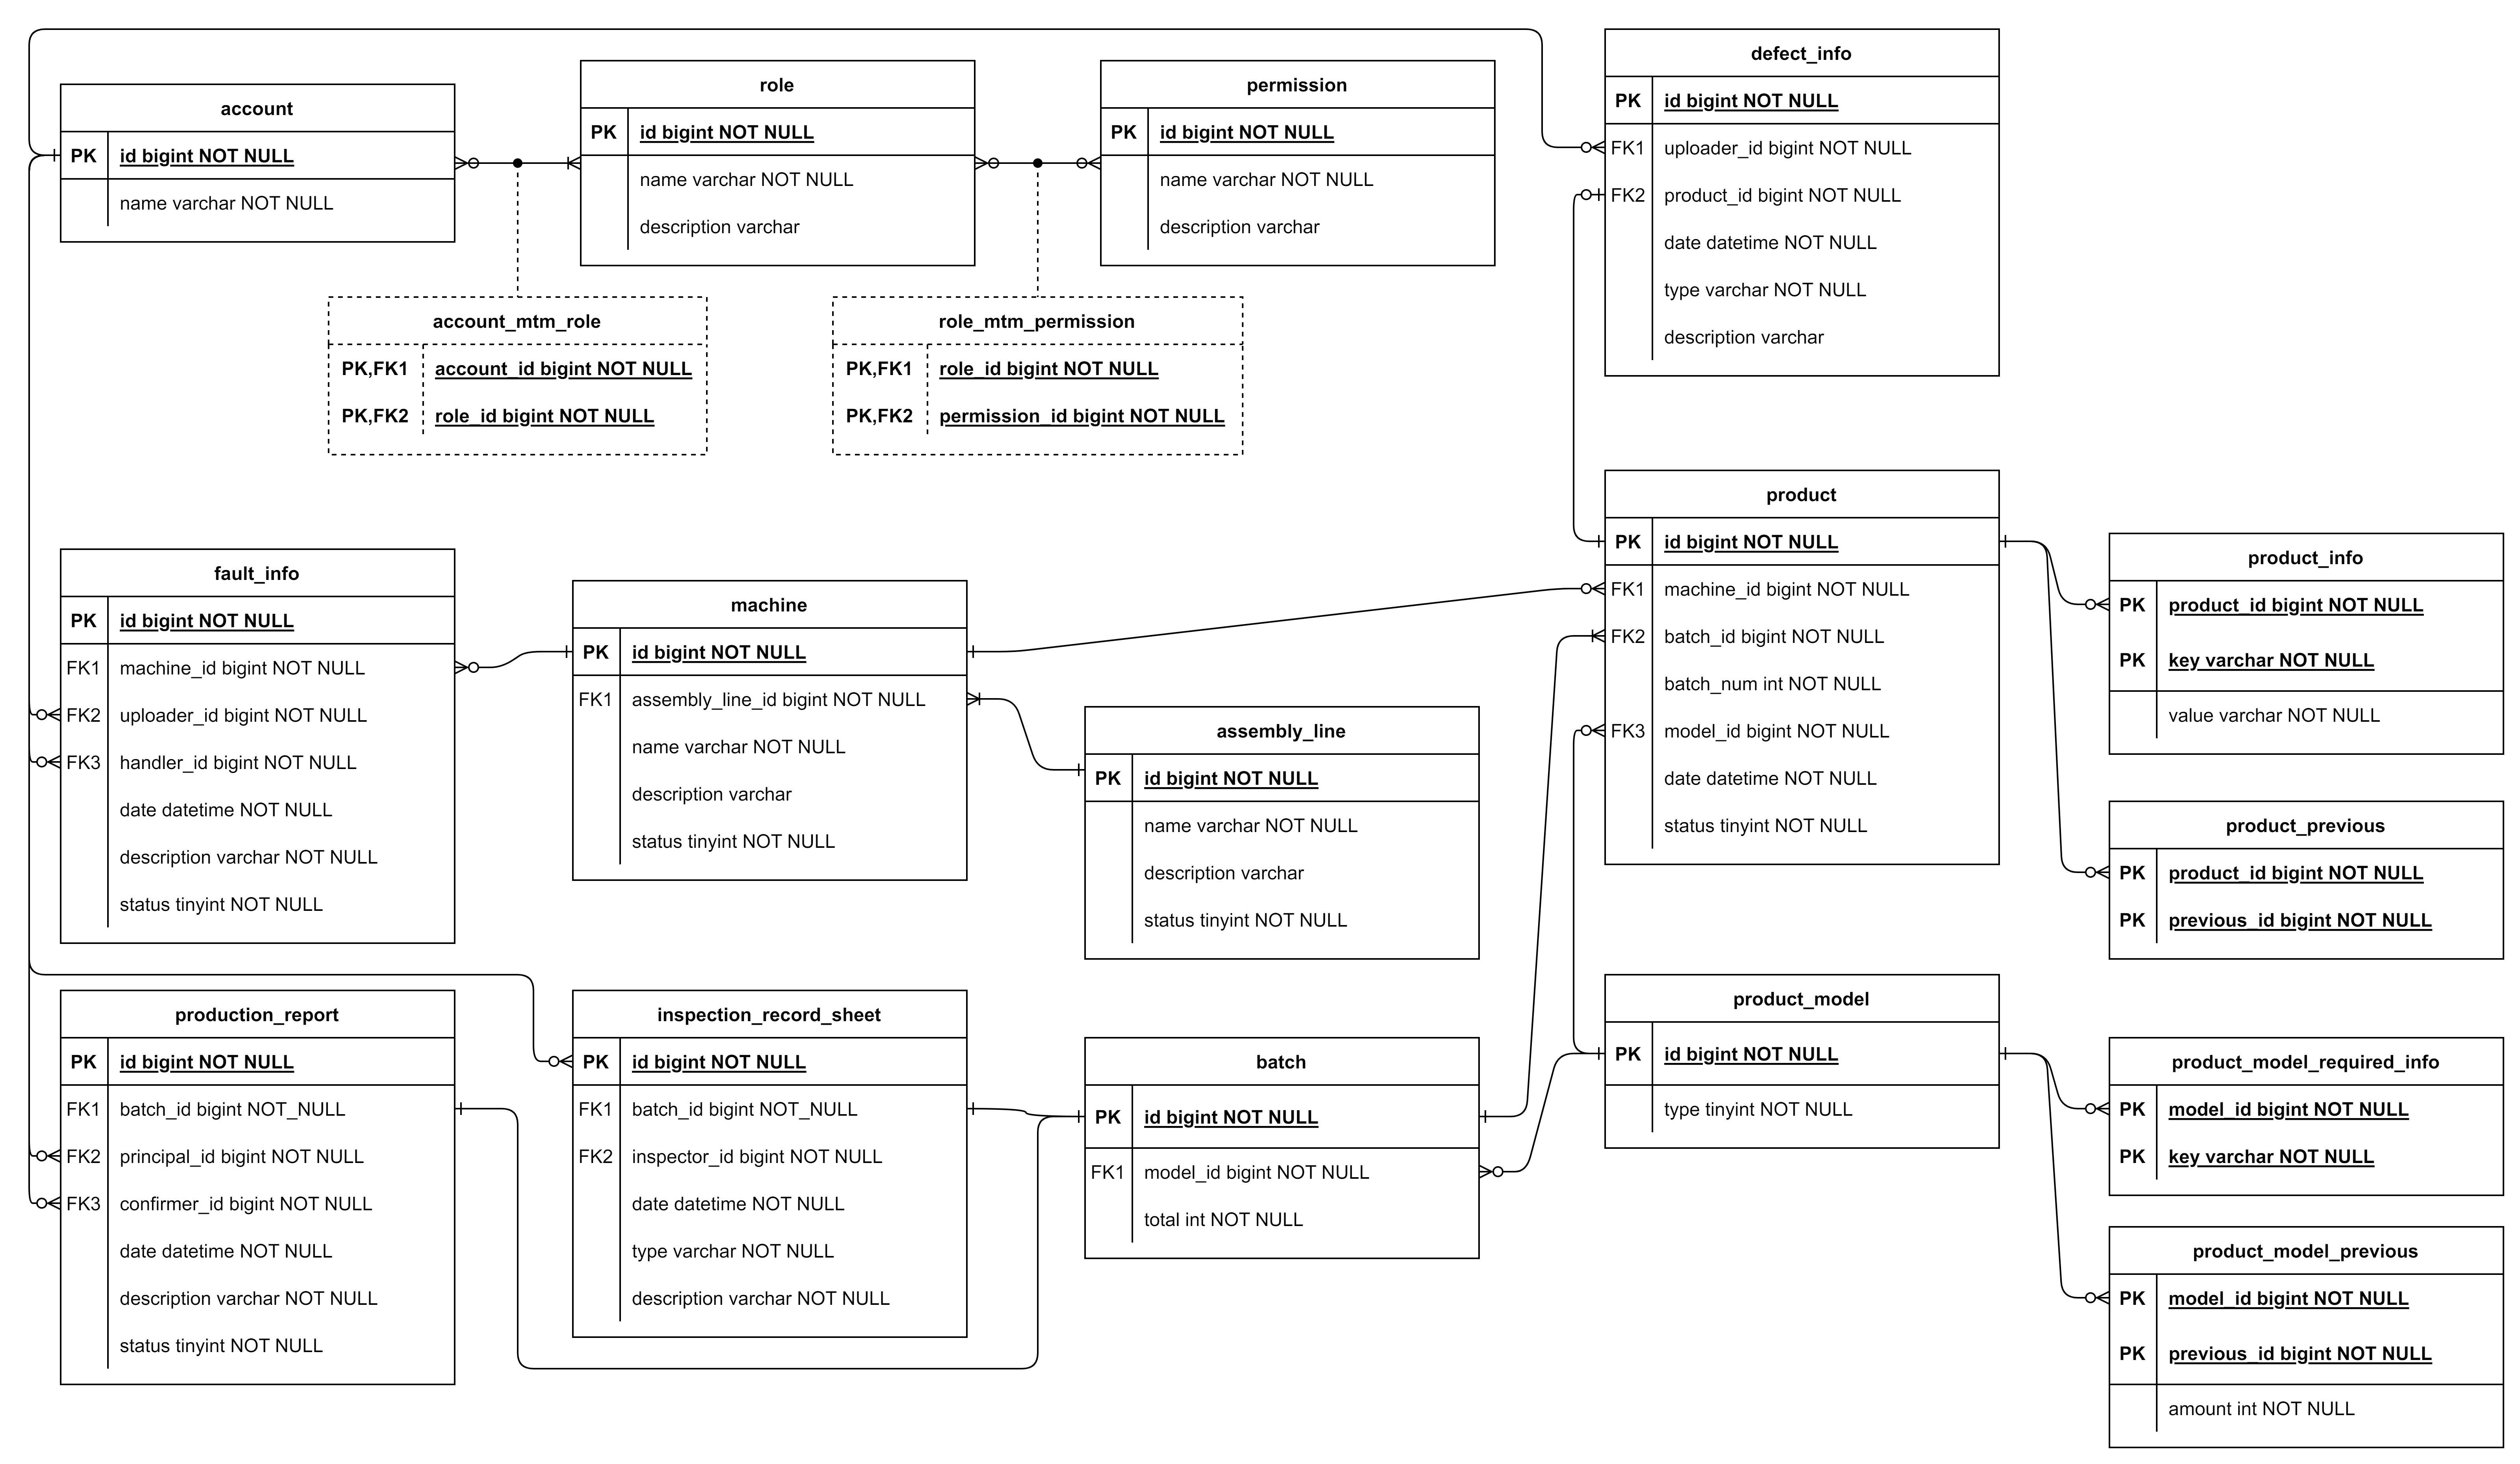 account
PK id bigint NOT NULL
name varchar NOT NULL
role
PK id bigint NOT NULL
name varchar NOT NULL
description varchar
permission
PK id bigint NOT NULL
name varchar NOT NULL
description varchar
defect_info
PK id bigint NOT NULL
FK1 uploader_id bigint NOT NULL
FK2 product_id bigint NOT NULL
date datetime NOT NULL
type varchar NOT NULL
description varchar
account_mtm_role
PK,FK1 account_id bigint NOT NULL
PK,FK2 role_id bigint NOT NULL
role_mtm_permission
PK,FK1 role_id bigint NOT NULL
PK,FK2 permission_id bigint NOT NULL
fault_info
PK id bigint NOT NULL
FK1 machine_id bigint NOT NULL
FK2 uploader_id bigint NOT NULL
FK3 handler_id bigint NOT NULL
date datetime NOT NULL
description varchar NOT NULL
status tinyint NOT NULL
machine
PK id bigint NOT NULL
FK1 assembly_line_id bigint NOT NULL
name varchar NOT NULL
description varchar
status tinyint NOT NULL
assembly_line
PK id bigint NOT NULL
name varchar NOT NULL
description varchar
status tinyint NOT NULL
product
PK id bigint NOT NULL
FK1 machine_id bigint NOT NULL
FK2 batch_id bigint NOT NULL
batch_num int NOT NULL
FK3 model_id bigint NOT NULL
date datetime NOT NULL
status tinyint NOT NULL
product_info
PK product_id bigint NOT NULL
PK key varchar NOT NULL
value varchar NOT NULL
product_previous
PK product_id bigint NOT NULL
PK previous_id bigint NOT NULL
production_report
PK id bigint NOT NULL
FK1 batch_id bigint NOT_NULL
FK2 principal_id bigint NOT NULL
FK3 confirmer_id bigint NOT NULL
date datetime NOT NULL
description varchar NOT NULL
status tinyint NOT NULL
inspection_record_sheet
PK id bigint NOT NULL
FK1 batch_id bigint NOT_NULL
FK2 inspector_id bigint NOT NULL
date datetime NOT NULL
type varchar NOT NULL
description varchar NOT NULL
batch
PK id bigint NOT NULL
FK1 model_id bigint NOT NULL
total int NOT NULL
product_model
PK id bigint NOT NULL
type tinyint NOT NULL
product_model_required_info
PK model_id bigint NOT NULL
PK key varchar NOT NULL
product_model_previous
PK model_id bigint NOT NULL
PK previous_id bigint NOT NULL
amount int NOT NULL